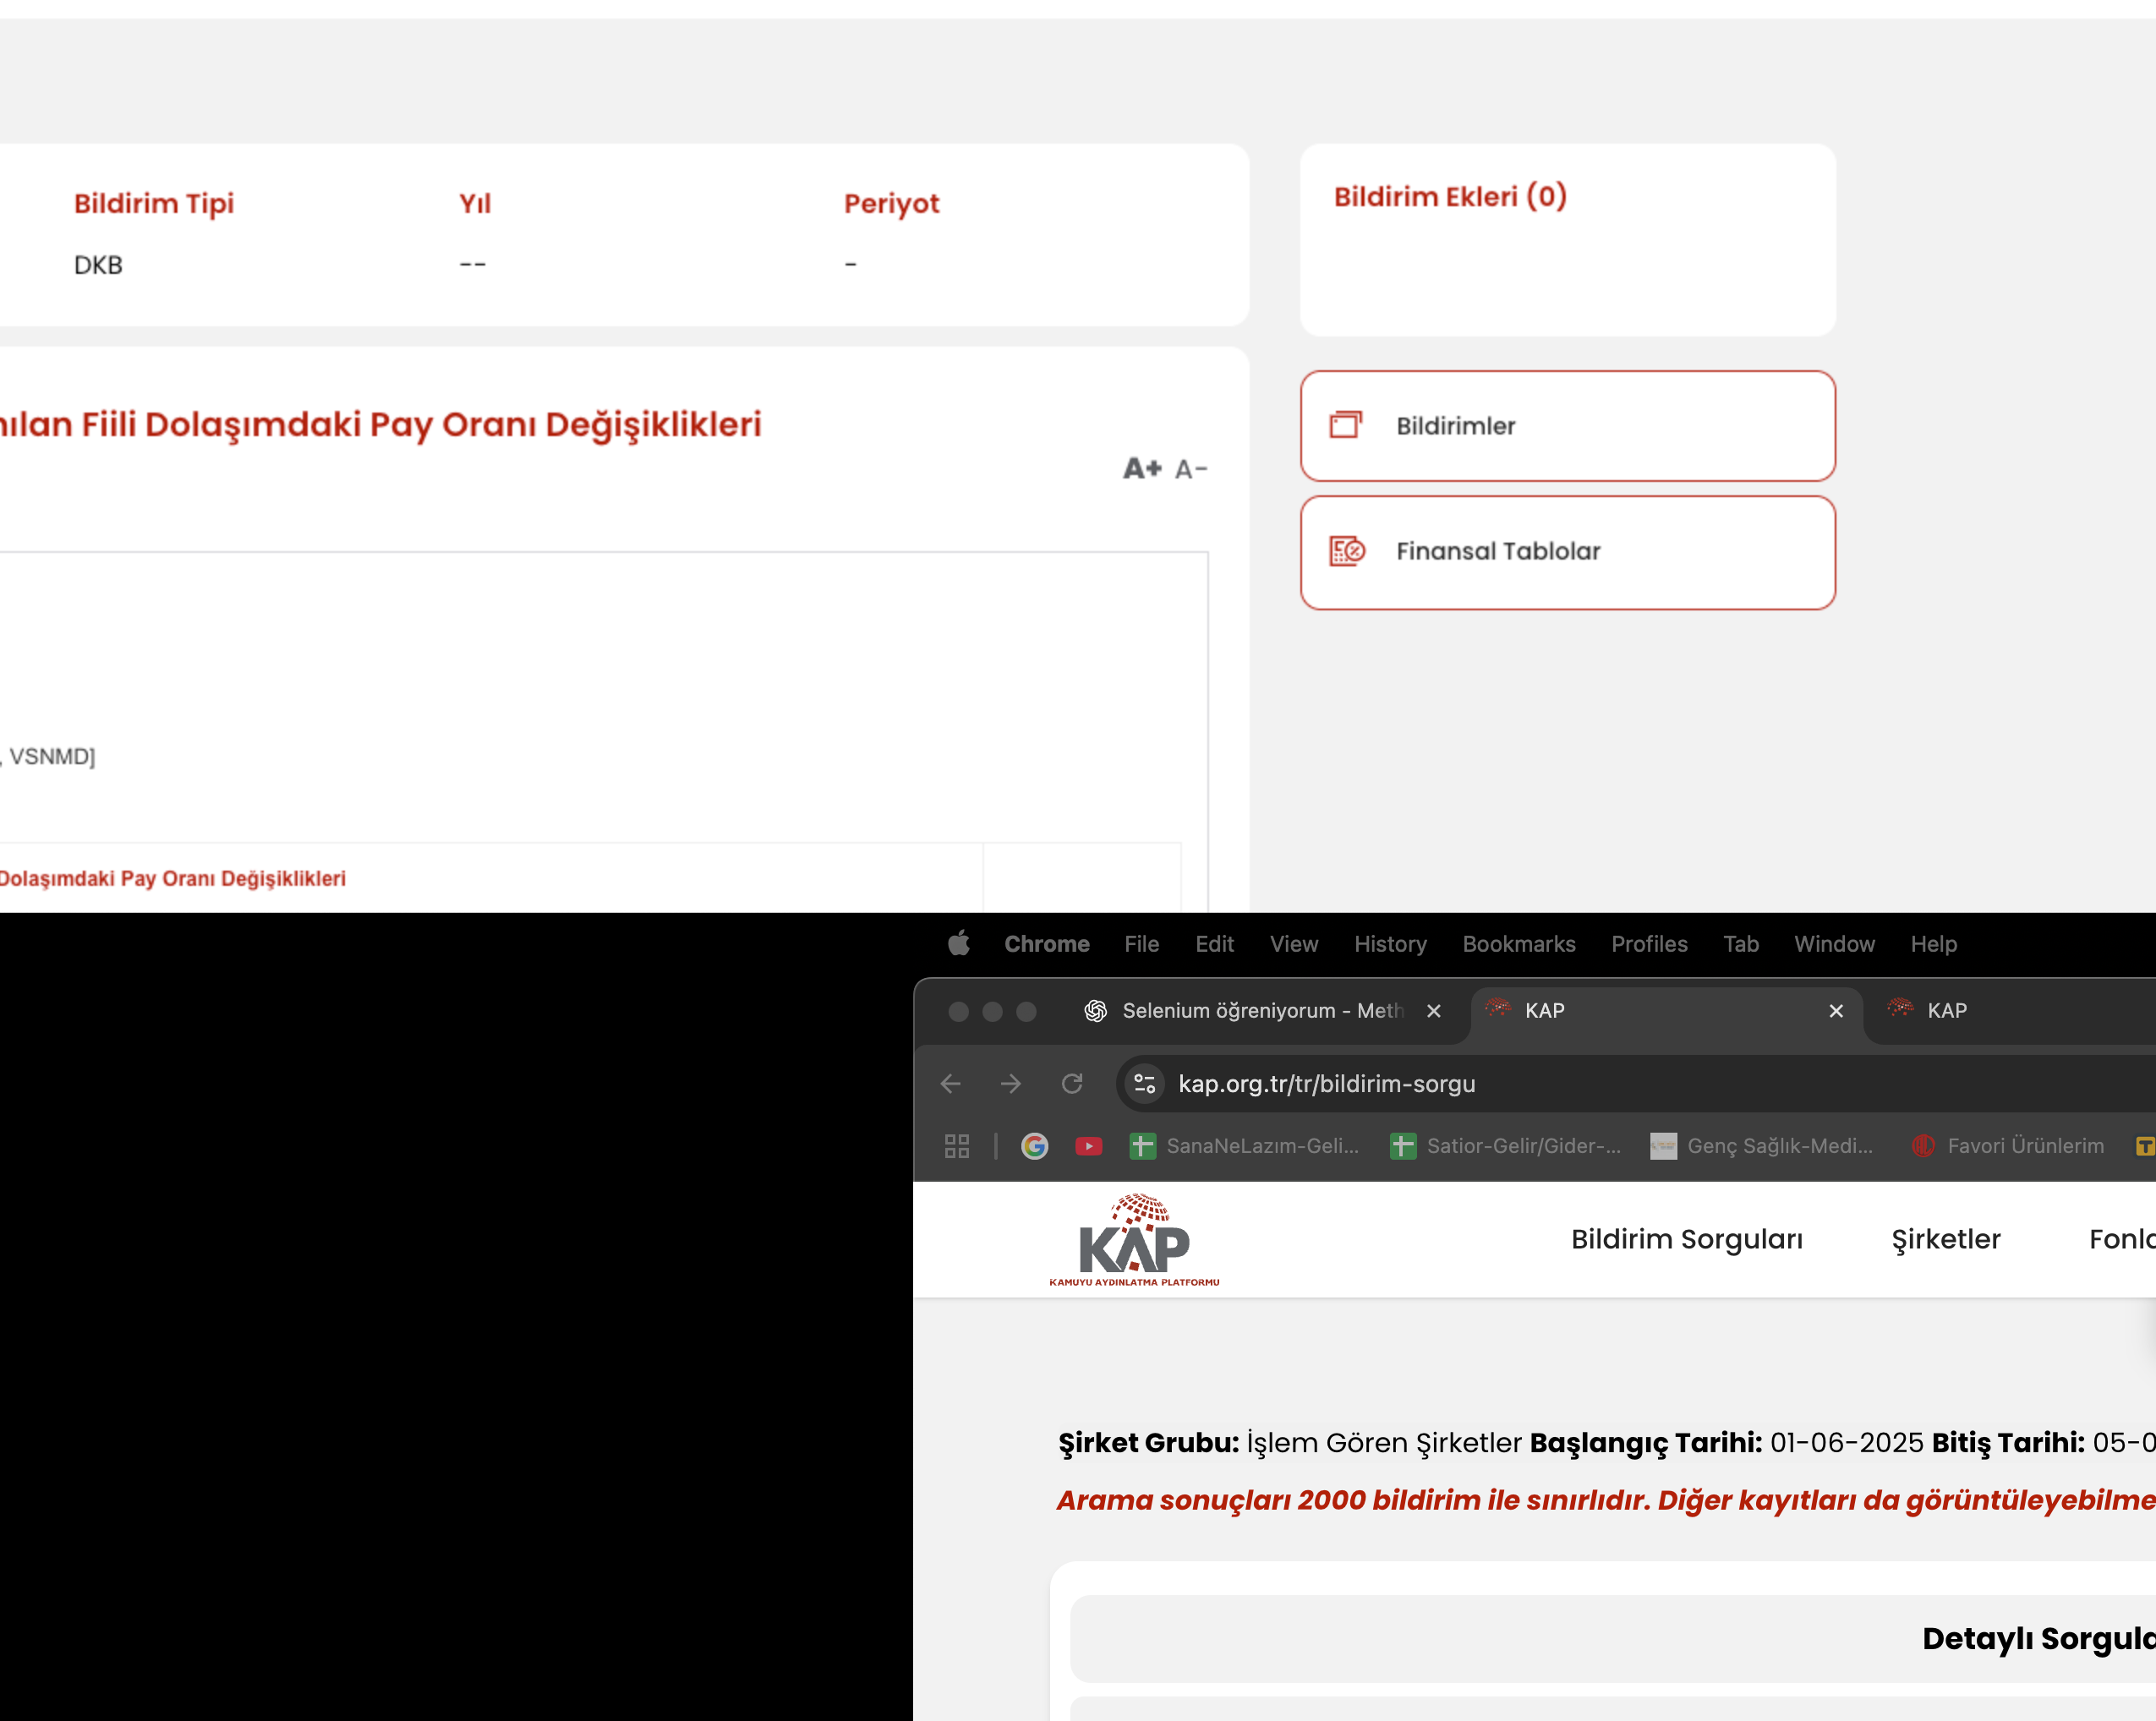 Bildirim Tipi Yıl Periyot
DKB -- -
Bildirim Ekleri (0)
Fiili Dolaşımdaki Pay Oranı Değişiklikleri
A+ A-
Bildirimler
Finansal Tablolar
, VSNMD]
Dolaşımdaki Pay Oranı Değişiklikleri
Chrome File Edit View History Bookmarks Profiles Tab Window Help
Selenium öğreniyorum - Meth KAP KAP
kap.org.tr/tr/bildirim-sorgu
SanaNeLazım-Geli... Satior-Gelir/Gider-... Genç Sağlık-Medi... Favori Ürünlerim
KAP
KAMUYU AYDINLATMA PLATFORMU
Bildirim Sorguları Şirketler
Şirket Grubu: İşlem Gören Şirketler Başlangıç Tarihi: 01-06-2025 Bitiş Tarihi: 05-0
Arama sonuçları 2000 bildirim ile sınırlıdır. Diğer kayıtları da görüntüleyebilme
Detaylı Sorgula